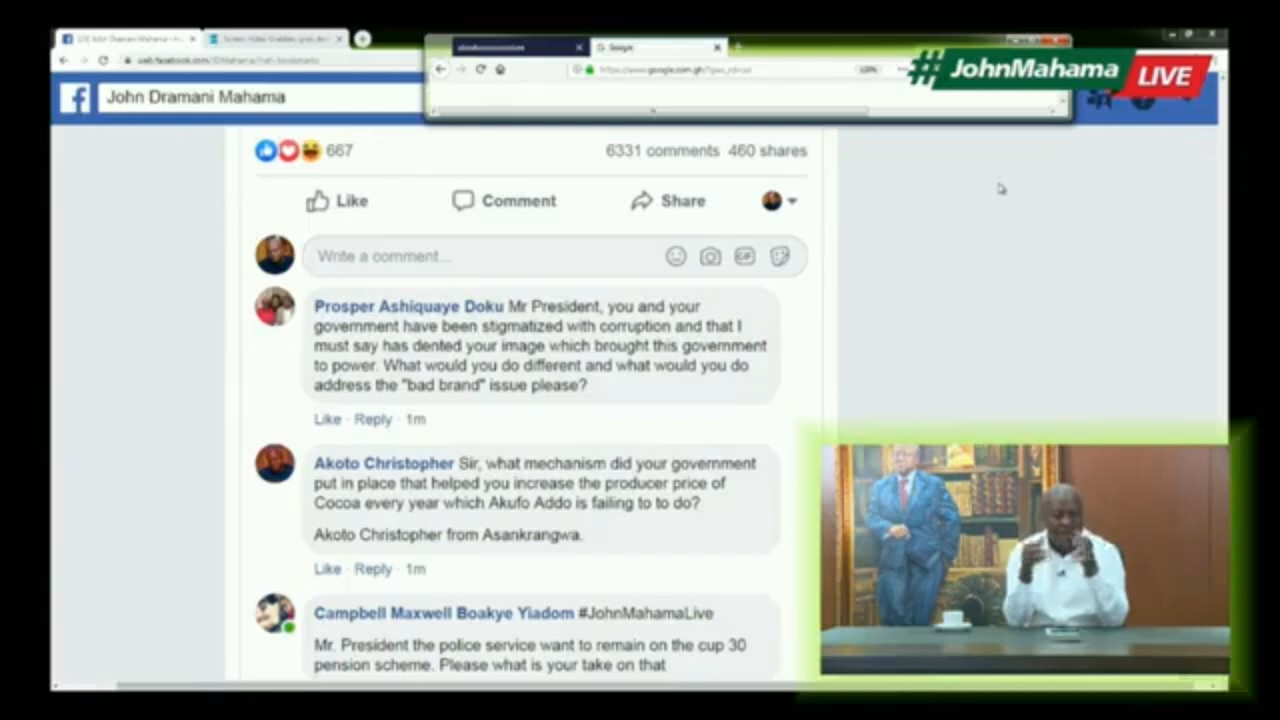 John Dramani Mahama
Google
#JohnMahama LIVE
John Dramani Mahama
667
6331 comments 460 shares
Like Comment Share
Write a comment...
GIF
Prosper Ashiquaye Doku Mr President, you and your
government have been stigmatized with corruption and that I
must say has dented your image which brought this government
to power. What would you do different and what would you do
address the "bad brand" issue please?
Like · Reply · 1m
Akoto Christopher Sir, what mechanism did your government
put in place that helped you increase the producer price of
Cocoa every year which Akufo Addo is failing to to do?
Akoto Christopher from Asankrangwa.
Like · Reply · 1m
Campbell Maxwell Boakye Yiadom #JohnMahamaLive
Mr. President the police service want to remain on the cup 30
pension scheme. Please what is your take on that